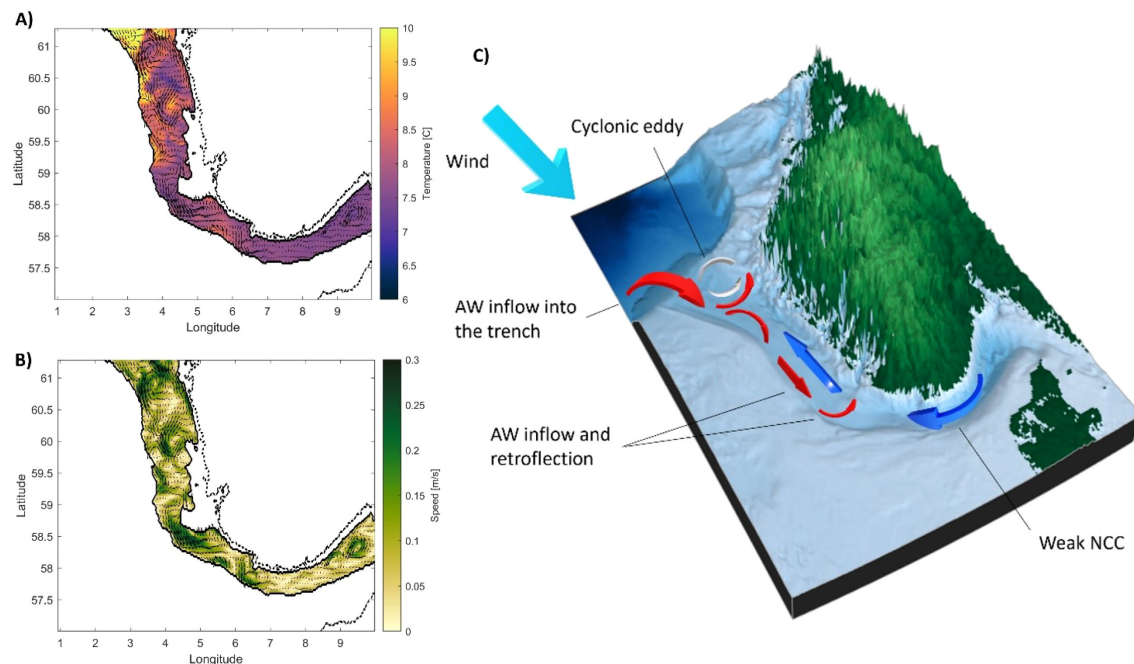 A)
61
60.5
60
59.5
59
58.5
58
57.5
Latitude
1 2 3 4 5 6 7 8 9
Longitude
10
9.5
9
8.5
8
7.5
7
6.5
6
Temperature [C]
B)
61
60.5
60
59.5
59
58.5
58
57.5
Latitude
1 2 3 4 5 6 7 8 9
Longitude
0.3
0.25
0.2
0.15
0.1
0.05
0
Speed [m/s]
C)
Cyclonic eddy
Wind
AW inflow into
the trench
AW inflow and
retroflection
Weak NCC